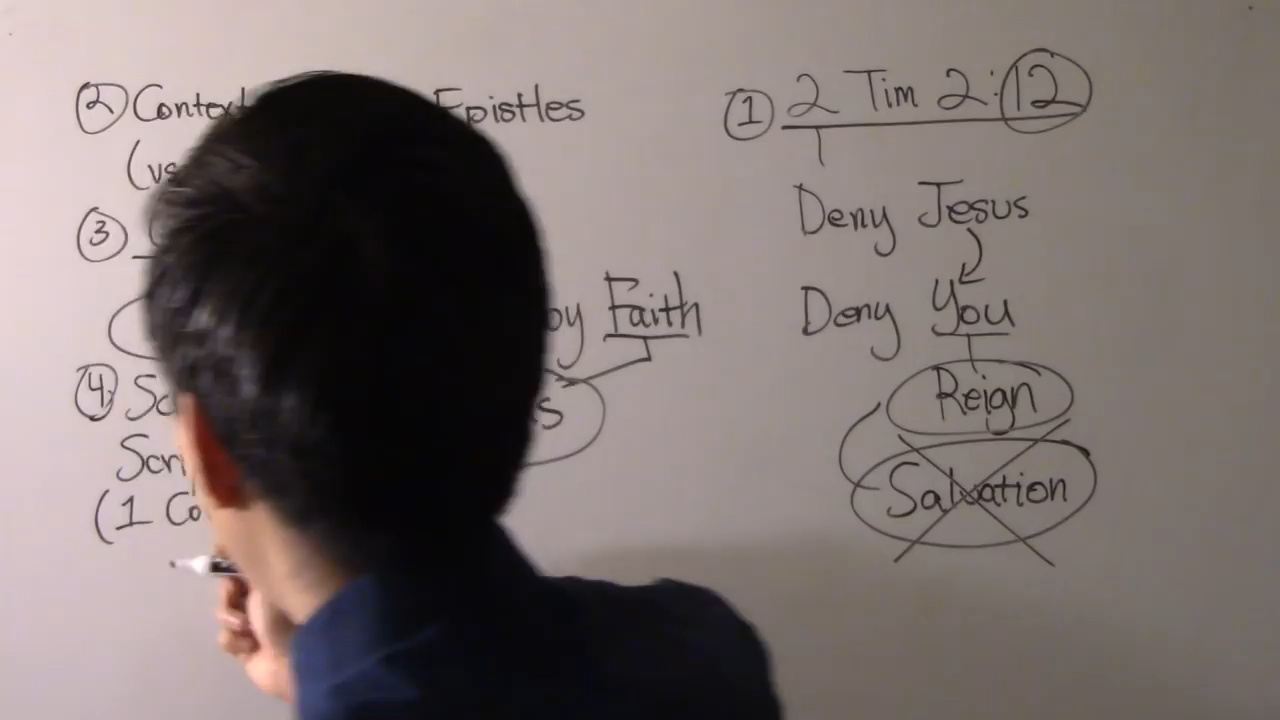 ② Context Epistles
(vs
③
by Faith
④
Scri
(1 Co
① 2 Tim 2:12
Deny Jesus
Deny You
Reign
Salvation